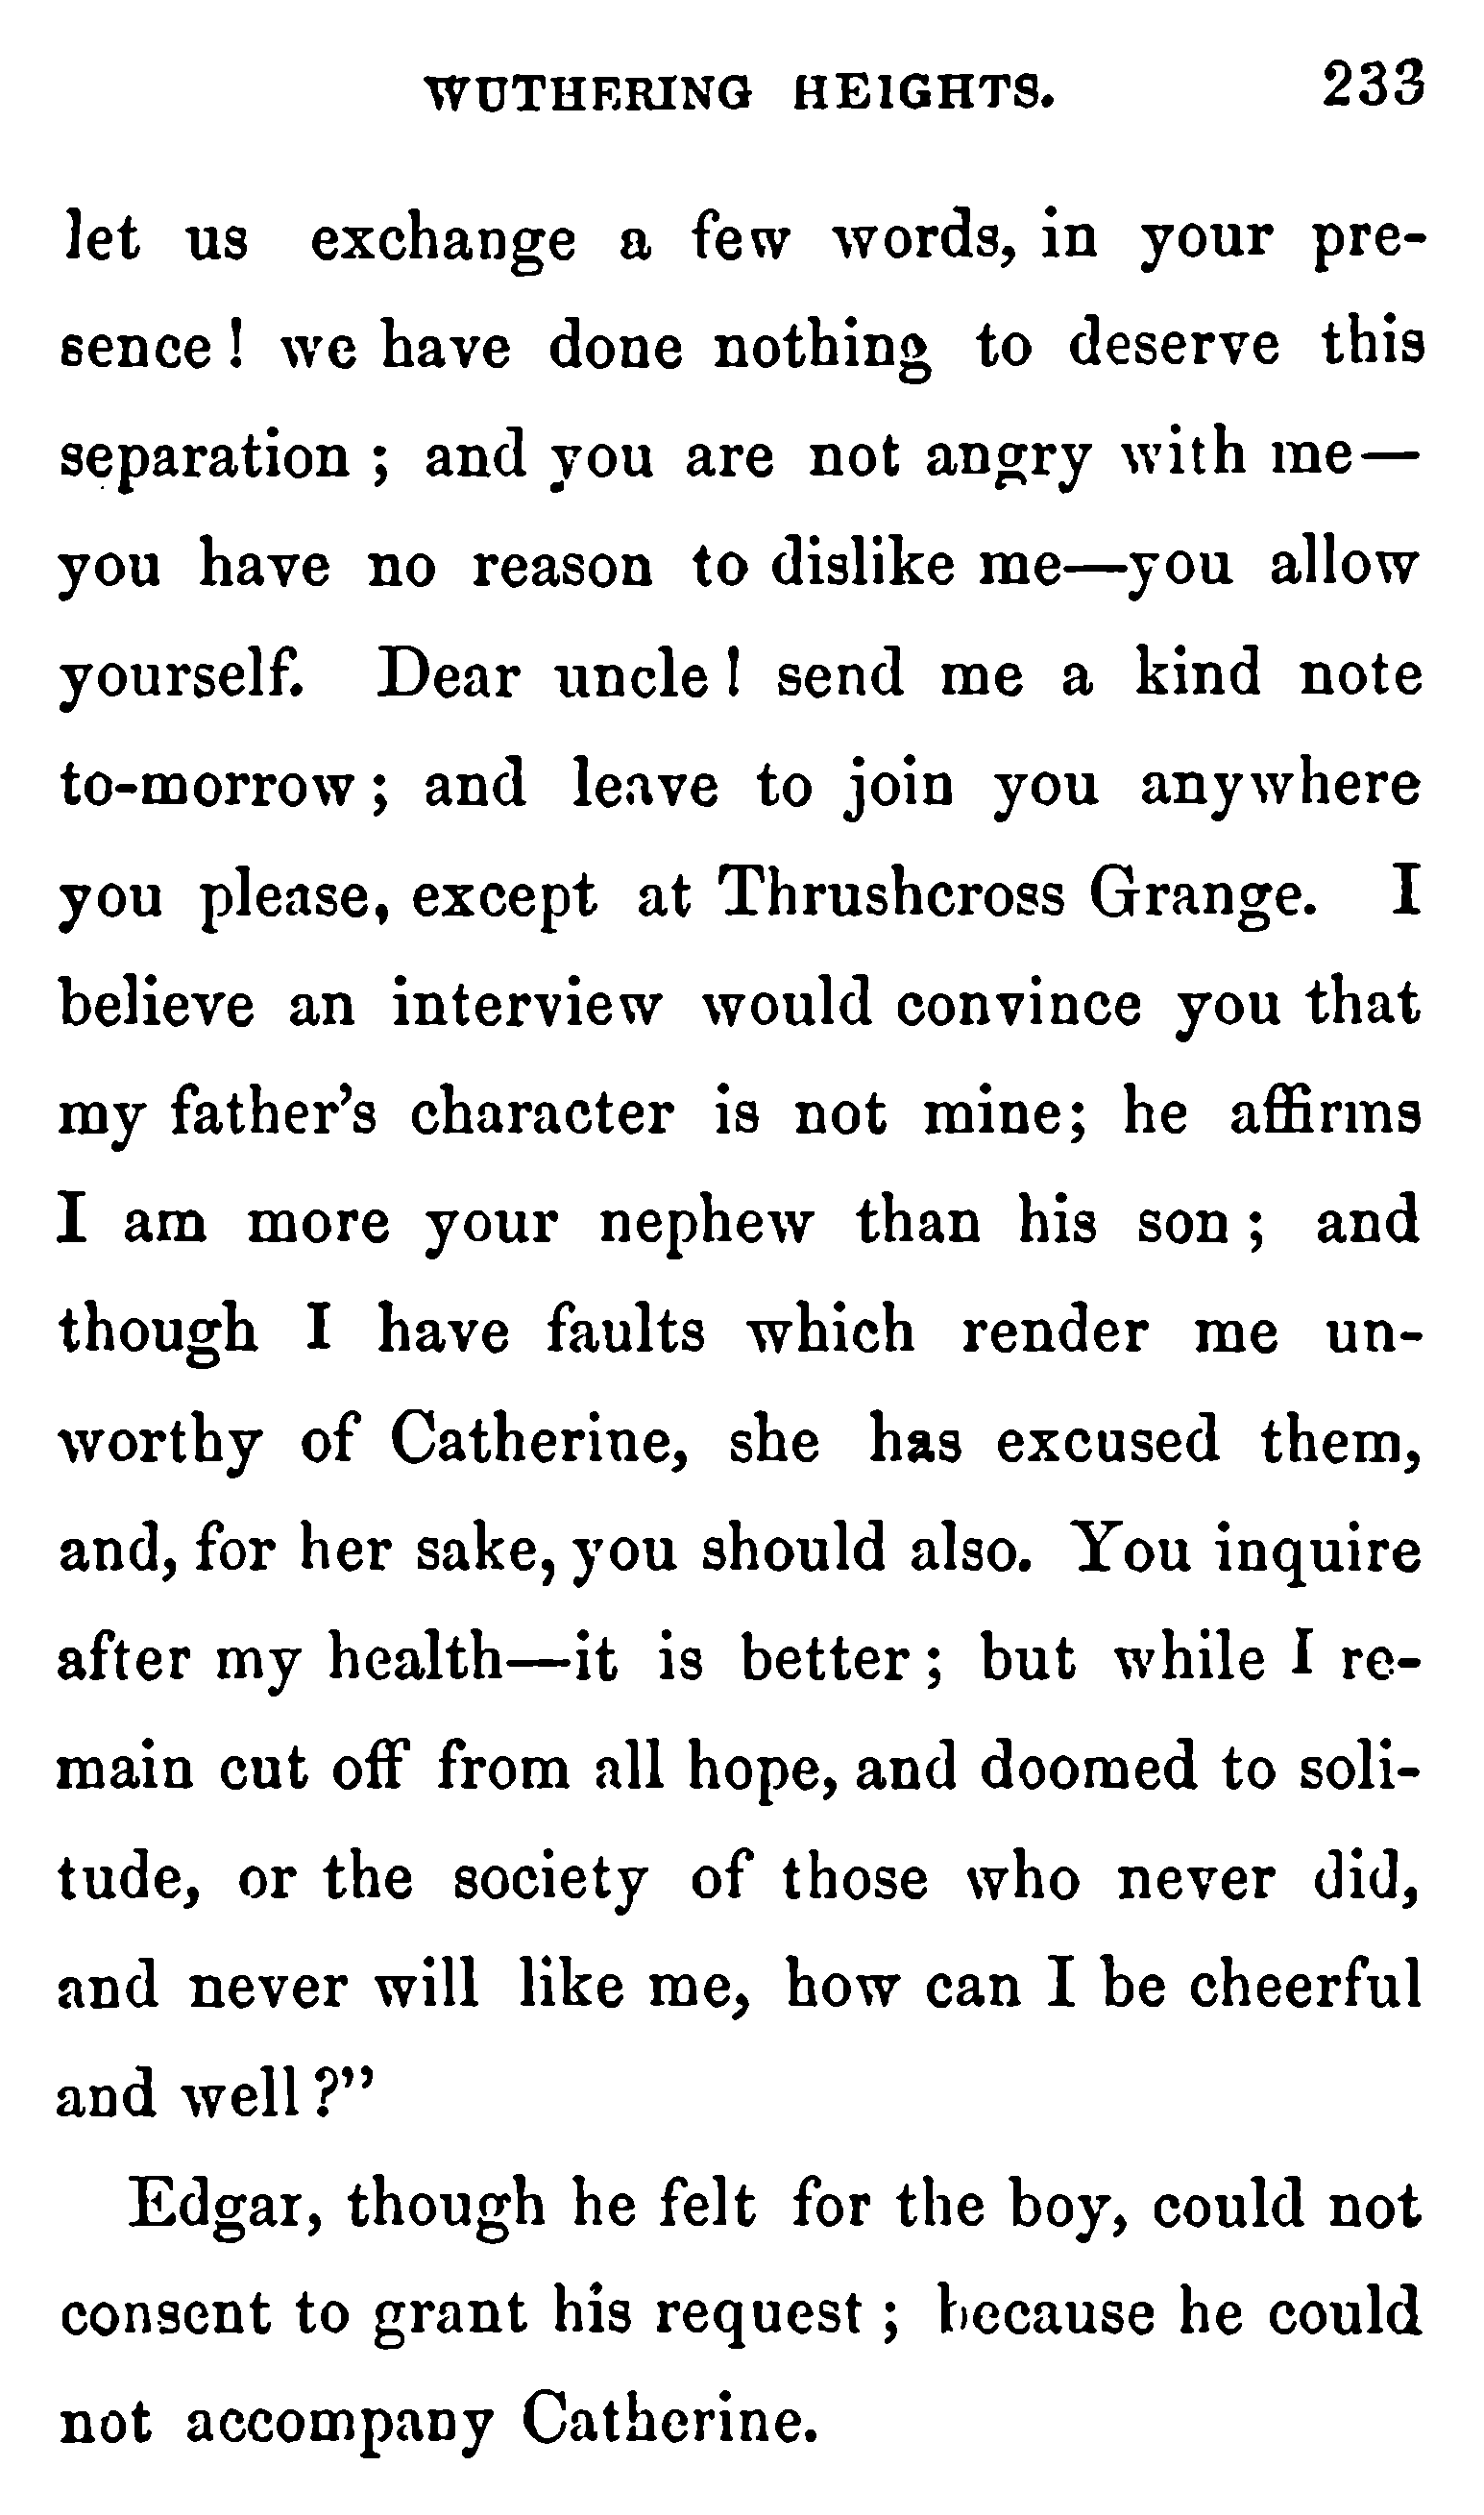 WUTHERING HEIGHTS. 233
let us exchange a few words, in your pre-
sence! we have done nothing to deserve this
separation; and you are not angry with me—
you have no reason to dislike me—you allow
yourself. Dear uncle! send me a kind note
to-morrow; and leave to join you anywhere
you please, except at Thrushcross Grange. I
believe an interview would convince you that
my father's character is not mine; he affirms
I am more your nephew than his son; and
though I have faults which render me un-
worthy of Catherine, she has excused them,
and, for her sake, you should also. You inquire
after my health—it is better; but while I re-
main cut off from all hope, and doomed to soli-
tude, or the society of those who never did,
and never will like me, how can I be cheerful
and well?"
Edgar, though he felt for the boy, could not
consent to grant his request; because he could
not accompany Catherine.